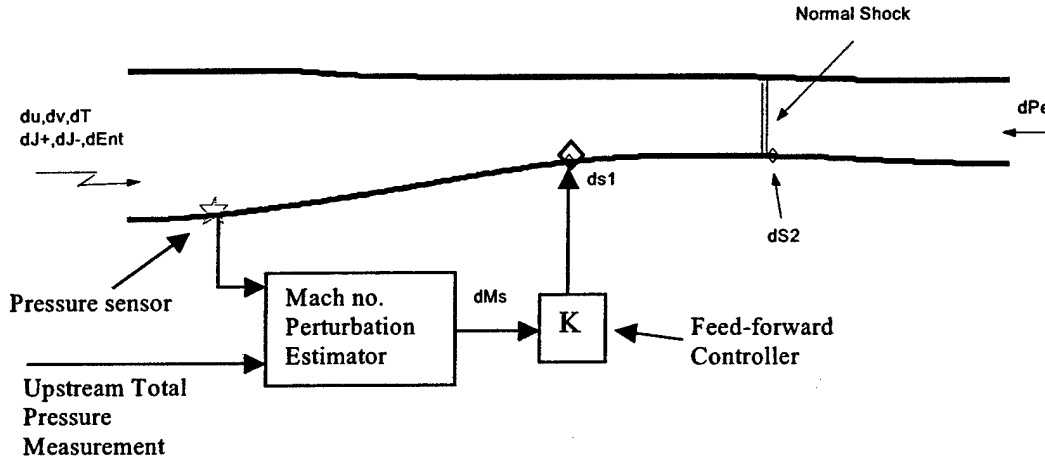 Normal Shock
du,dv,dT
dJ+,dJ-,dEnt
dPe
ds1
dS2
Pressure sensor
Mach no.
Perturbation
Estimator
dMs
K
Feed-forward
Controller
Upstream Total
Pressure
Measurement